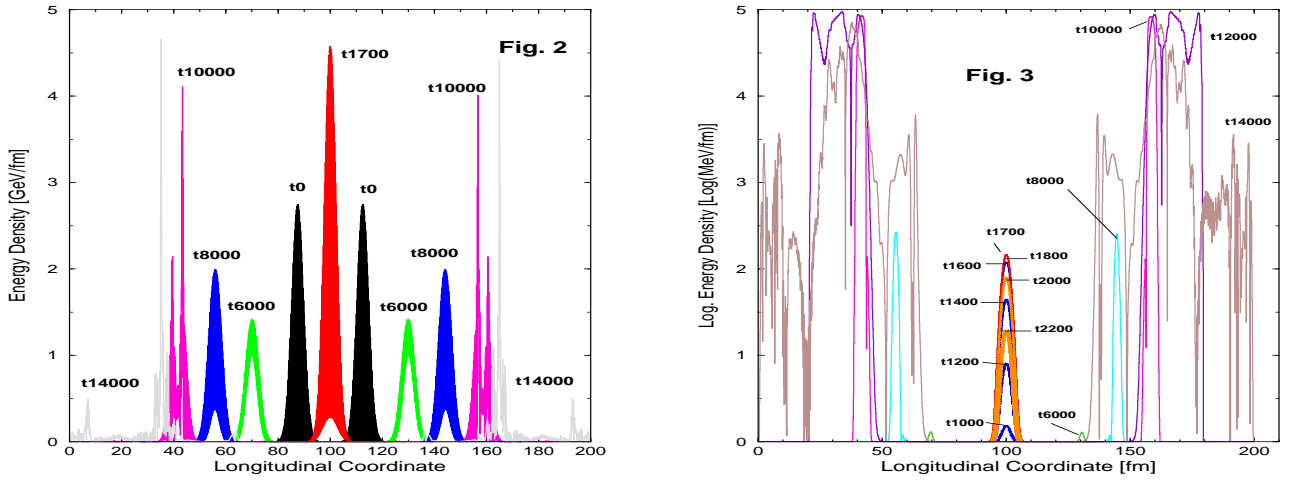 5
4
3
2
1
0
Energy Density [GeV/fm]
Fig. 2
t1700
t10000
t10000
t0
t0
t8000
t8000
t6000
t6000
t14000
t14000
0 20 40 60 80 100 120 140 160 180 200
Longitudinal Coordinate
5
4
3
2
1
0
Log. Energy Density [Log(MeV/fm)]
t10000
t12000
Fig. 3
t14000
t8000
t1700
t1600
t1800
t2000
t1400
t2200
t1200
t6000
t1000
0 50 100 150 200
Longitudinal Coordinate [fm]